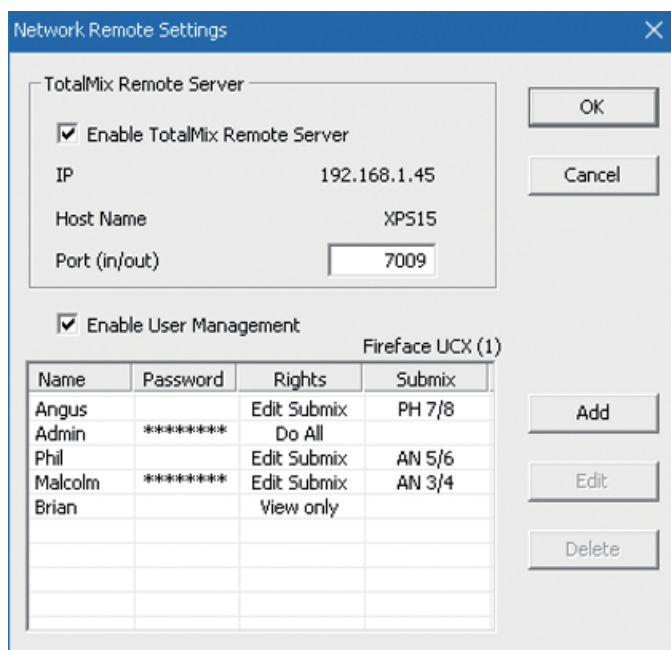 Network Remote Settings
TotalMix Remote Server
OK
Enable TotalMix Remote Server
IP 192.168.1.45
Cancel
Host Name XPS15
Port (in/out) 7009
Enable User Management
Fireface UCX (1)
Name Password Rights Submix
Angus Edit Submix PH 7/8
Add
Admin ******** Do All
Phil Edit Submix AN 5/6
Malcolm ******** Edit Submix AN 3/4
Edit
Brian View only
Delete